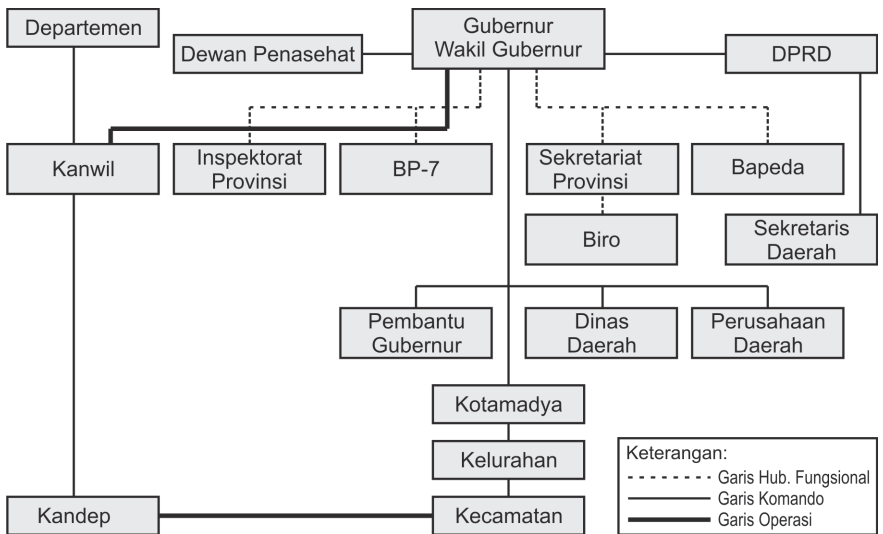 Departemen
Gubernur
Wakil Gubernur
Dewan Penasehat
DPRD
Kanwil
Inspektorat
Provinsi
BP-7
Sekretariat
Provinsi
Bapeda
Biro
Sekretaris
Daerah
Pembantu
Gubernur
Dinas
Daerah
Perusahaan
Daerah
Kotamadya
Kelurahan
Kandep
Kecamatan
Keterangan:
Garis Hub. Fungsional
Garis Komando
Garis Operasi